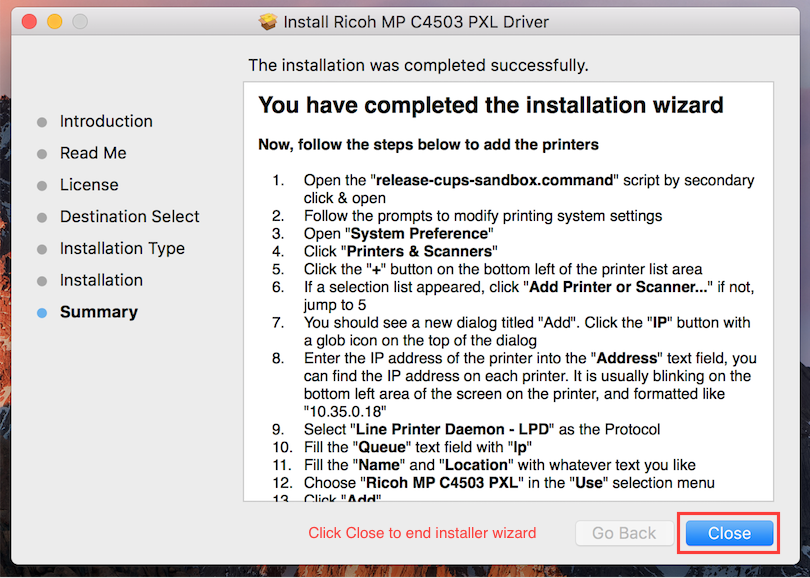 Install Ricoh MP C4503 PXL Driver
The installation was completed successfully.
Introduction
Read Me
License
Destination Select
Installation Type
Installation
Summary
You have completed the installation wizard
Now, follow the steps below to add the printers
1. Open the "release-cups-sandbox.command" script by secondary
click & open
2. Follow the prompts to modify printing system settings
3. Open "System Preference"
4. Click "Printers & Scanners"
5. Click the "+" button on the bottom left of the printer list area
6. If a selection list appeared, click "Add Printer or Scanner..." if not,
jump to 5
7. You should see a new dialog titled "Add". Click the "IP" button with
a glob icon on the top of the dialog
8. Enter the IP address of the printer into the "Address" text field, you
can find the IP address on each printer. It is usually blinking on the
bottom left area of the screen on the printer, and formatted like
"10.35.0.18"
9. Select "Line Printer Daemon - LPD" as the Protocol
10. Fill the "Queue" text field with "lp"
11. Fill the "Name" and "Location" with whatever text you like
12. Choose "Ricoh MP C4503 PXL" in the "Use" selection menu
13. Click "Add"
Click Close to end installer wizard
Go Back
Close